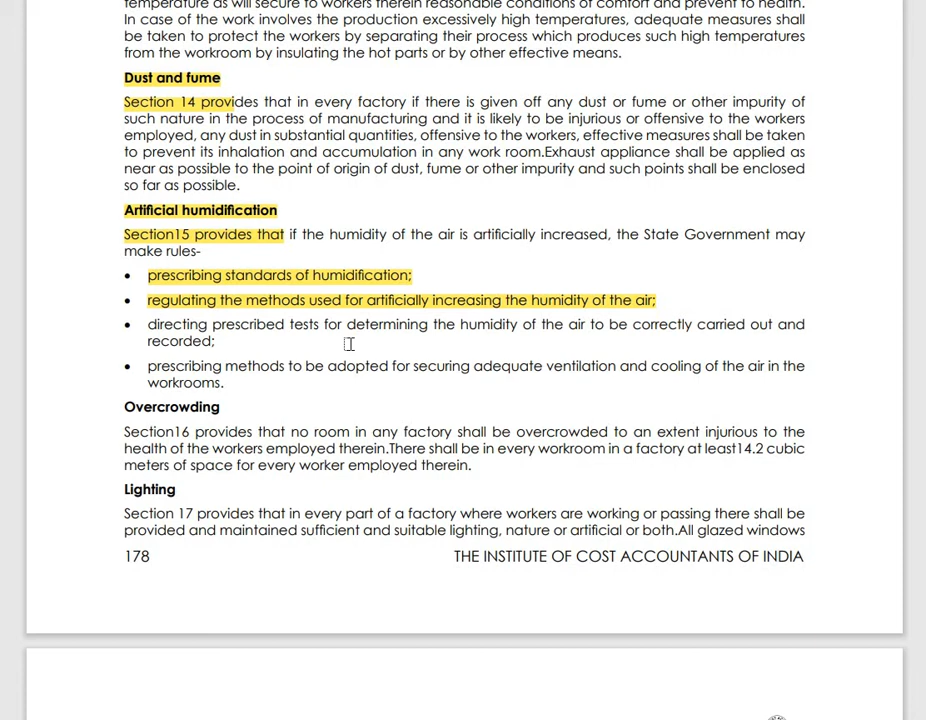 temperature as will secure to workers therein reasonable conditions of comfort and prevent to health.
In case of the work involves the production excessively high temperatures, adequate measures shall
be taken to protect the workers by separating their process which produces such high temperatures
from the workroom by insulating the hot parts or by other effective means.
Dust and fume
Section 14 provides that in every factory if there is given off any dust or fume or other impurity of
such nature in the process of manufacturing and it is likely to be injurious or offensive to the workers
employed, any dust in substantial quantities, offensive to the workers, effective measures shall be taken
to prevent its inhalation and accumulation in any work room.Exhaust appliance shall be applied as
near as possible to the point of origin of dust, fume or other impurity and such points shall be enclosed
so far as possible.
Artificial humidification
Section15 provides that if the humidity of the air is artificially increased, the State Government may
make rules-
• prescribing standards of humidification;
• regulating the methods used for artificially increasing the humidity of the air;
• directing prescribed tests for determining the humidity of the air to be correctly carried out and
recorded;
• prescribing methods to be adopted for securing adequate ventilation and cooling of the air in the
workrooms.
Overcrowding
Section16 provides that no room in any factory shall be overcrowded to an extent injurious to the
health of the workers employed therein.There shall be in every workroom in a factory at least14.2 cubic
meters of space for every worker employed therein.
Lighting
Section 17 provides that in every part of a factory where workers are working or passing there shall be
provided and maintained sufficient and suitable lighting, nature or artificial or both.All glazed windows
178 THE INSTITUTE OF COST ACCOUNTANTS OF INDIA